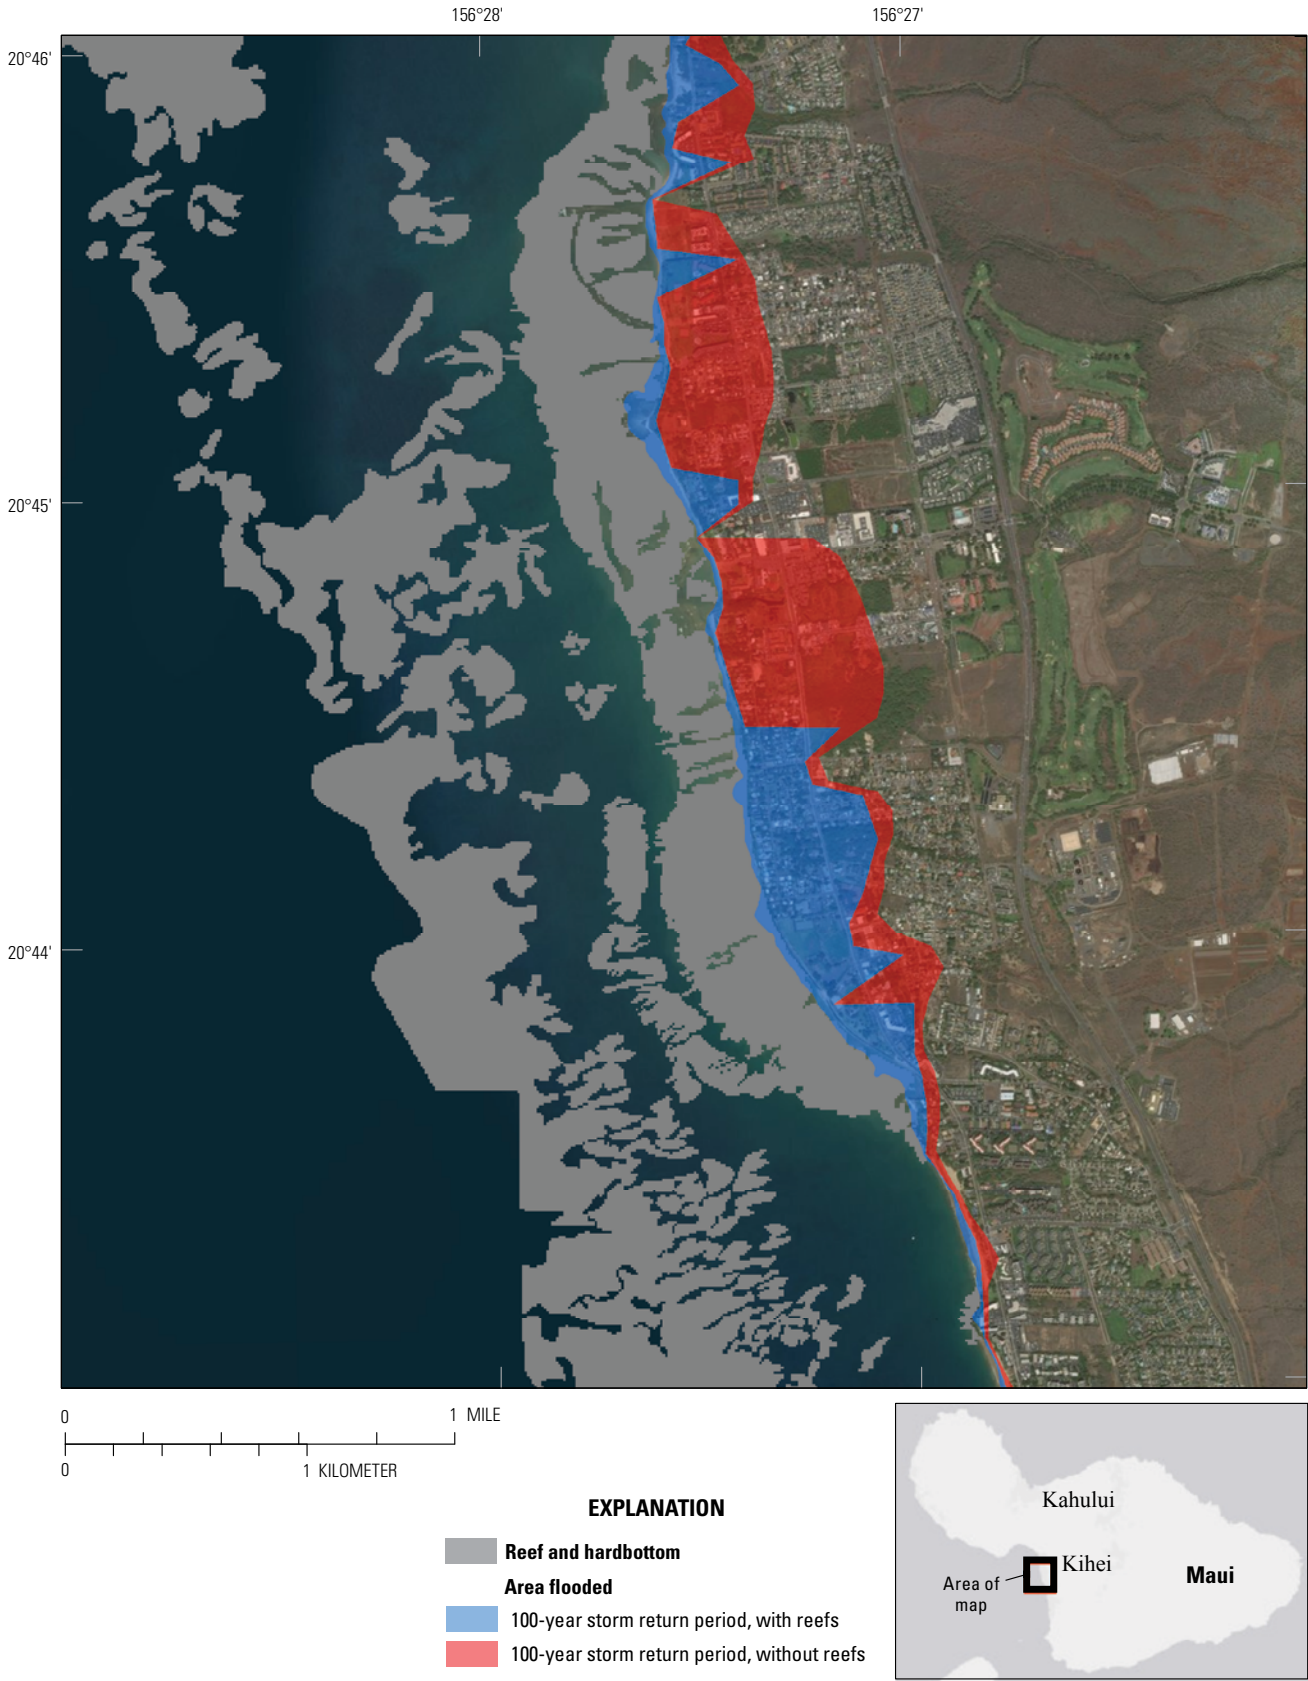 156°28'
156°27'
20°46'
20°45'
20°44'
0
1 MILE
0
1 KILOMETER
EXPLANATION
Reef and hardbottom
Area flooded
100-year storm return period, with reefs
100-year storm return period, without reefs
Kahului
Kihei
Maui
Area of
map